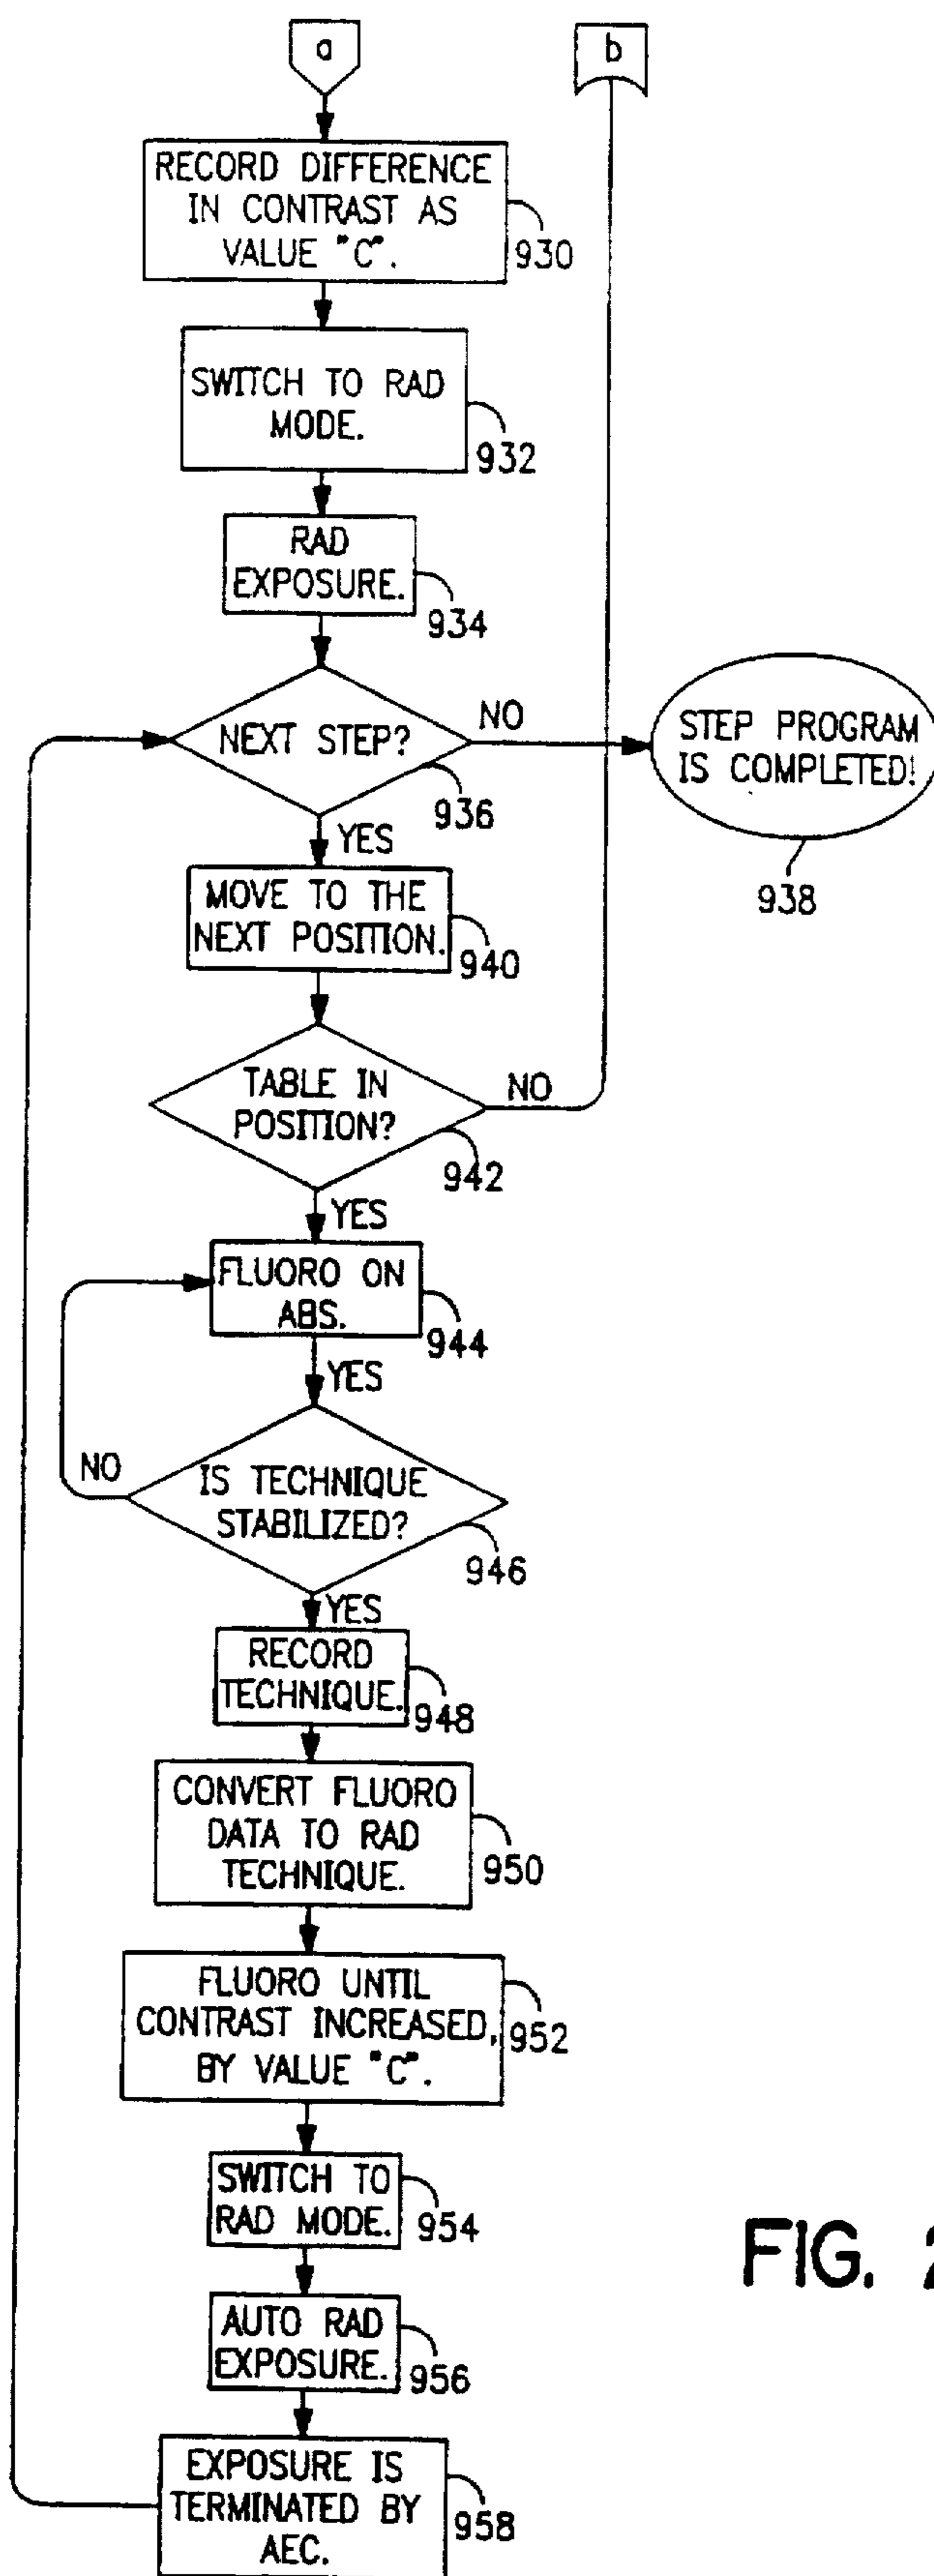 a
b
RECORD DIFFERENCE
IN CONTRAST AS
VALUE "C".
930
SWITCH TO RAD
MODE.
932
RAD
EXPOSURE.
934
NEXT STEP?
936
NO
STEP PROGRAM
IS COMPLETED!
938
YES
MOVE TO THE
NEXT POSITION.
940
TABLE IN
POSITION?
942
NO
YES
FLUORO ON
ABS.
944
YES
NO
IS TECHNIQUE
STABILIZED?
946
YES
RECORD
TECHNIQUE.
948
CONVERT FLUORO
DATA TO RAD
TECHNIQUE.
950
FLUORO UNTIL
CONTRAST INCREASED,
BY VALUE "C".
952
SWITCH TO
RAD MODE.
954
AUTO RAD
EXPOSURE.
956
EXPOSURE IS
TERMINATED BY
AEC.
958
FIG. 2